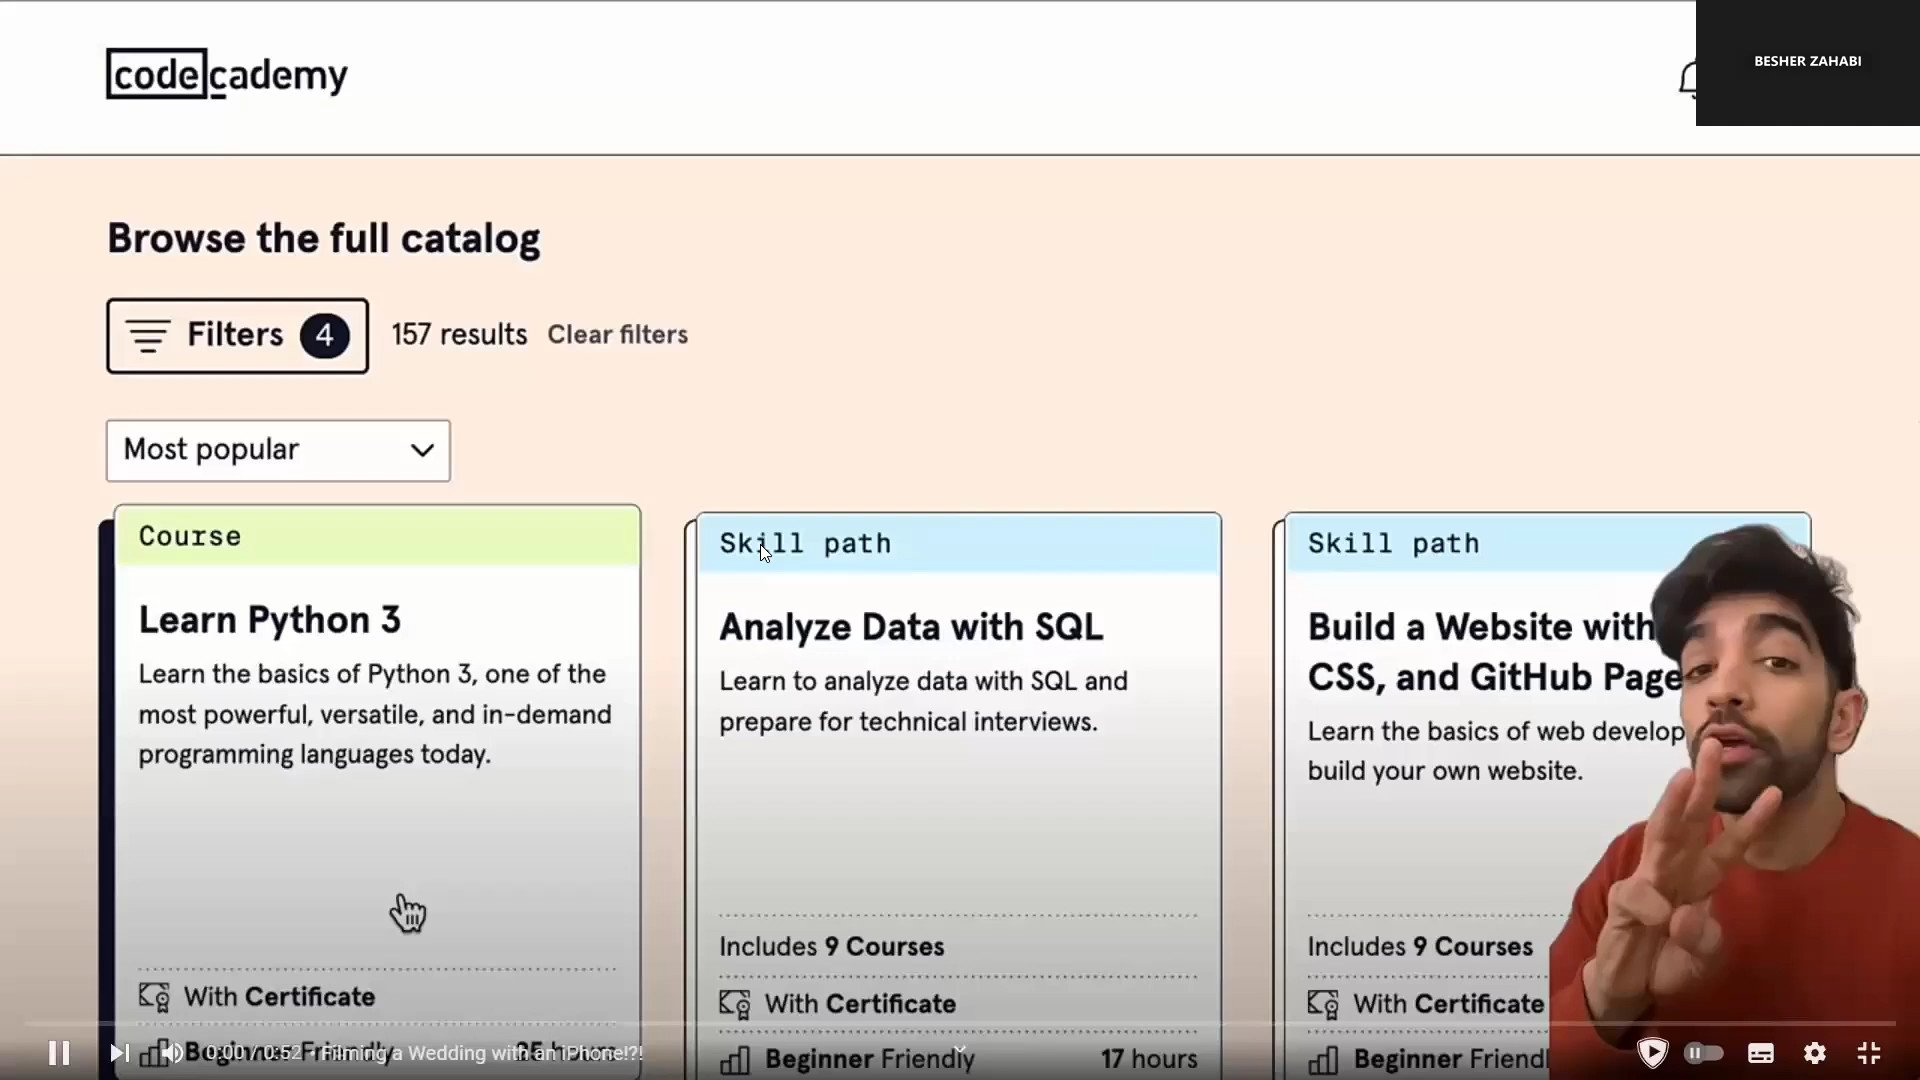 codecademy
BESHER ZAHABI
Browse the full catalog
Filters 4 157 results Clear filters
Most popular
Course
Learn Python 3
Learn the basics of Python 3, one of the
most powerful, versatile, and in-demand
programming languages today.
With Certificate
Skill path
Analyze Data with SQL
Learn to analyze data with SQL and
prepare for technical interviews.
Includes 9 Courses
With Certificate
Beginner Friendly 17 hours
Skill path
Build a Website with
CSS, and GitHub Page
Learn the basics of web develop
build your own website.
Includes 9 Courses
With Certificate
Beginner Friendl
0:00 / 0:52 • Filming a Wedding with an iPhone!?!